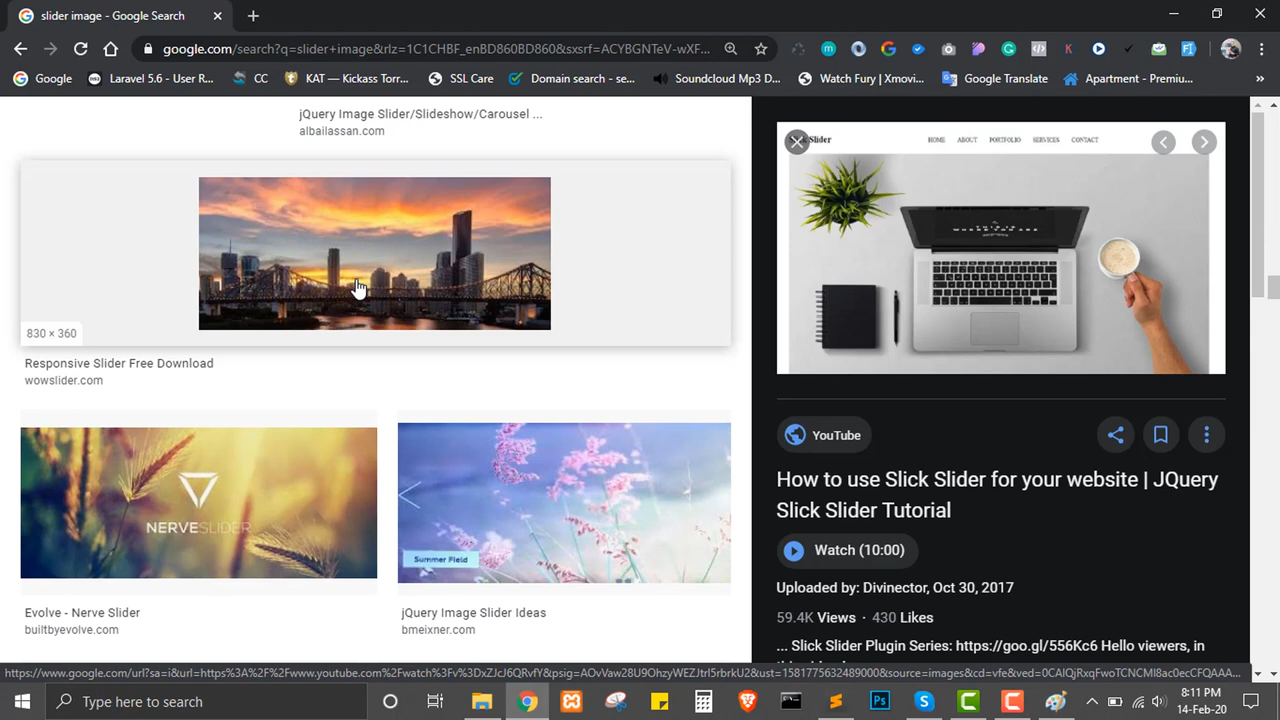 slider image - Google Search
google.com/search?q=slider+image&rlz=1C1CHBF_enBD860BD860&sxsrf=ACYBGNTeV-wXF...
Google
Laravel 5.6 - User R...
CC
KAT — Kickass Torr...
SSL Care
Domain search - se...
Soundcloud Mp3 D...
Watch Fury | Xmovi...
Google Translate
Apartment - Premiu...
jQuery Image Slider/Slideshow/Carousel ...
albailassan.com
830 × 360
Responsive Slider Free Download
wowslider.com
NERVESLIDER
Evolve - Nerve Slider
builtbyevolve.com
Summer Field
jQuery Image Slider Ideas
bmeixner.com
Slider
HOME ABOUT PORTFOLIO SERVICES CONTACT
YouTube
How to use Slick Slider for your website | JQuery
Slick Slider Tutorial
Watch (10:00)
Uploaded by: Divinector, Oct 30, 2017
59.4K Views · 430 Likes
... Slick Slider Plugin Series: https://goo.gl/556Kc6 Hello viewers, in
https://www.google.com/url?sa=i&url=https%3A%2F%2Fwww.youtube.com%2Fwatch%3Fv%3DxZJcJ6QRvfY&psig=AOvVaw28U9OhzyWEZJtrl5rbrkU2&ust=1581775632489000&source=images&cd=vfe&ved=0CAIQjRxqFwoTCNCMl8ac0ecCFQAAA...
Type here to search
8:11 PM
14-Feb-20